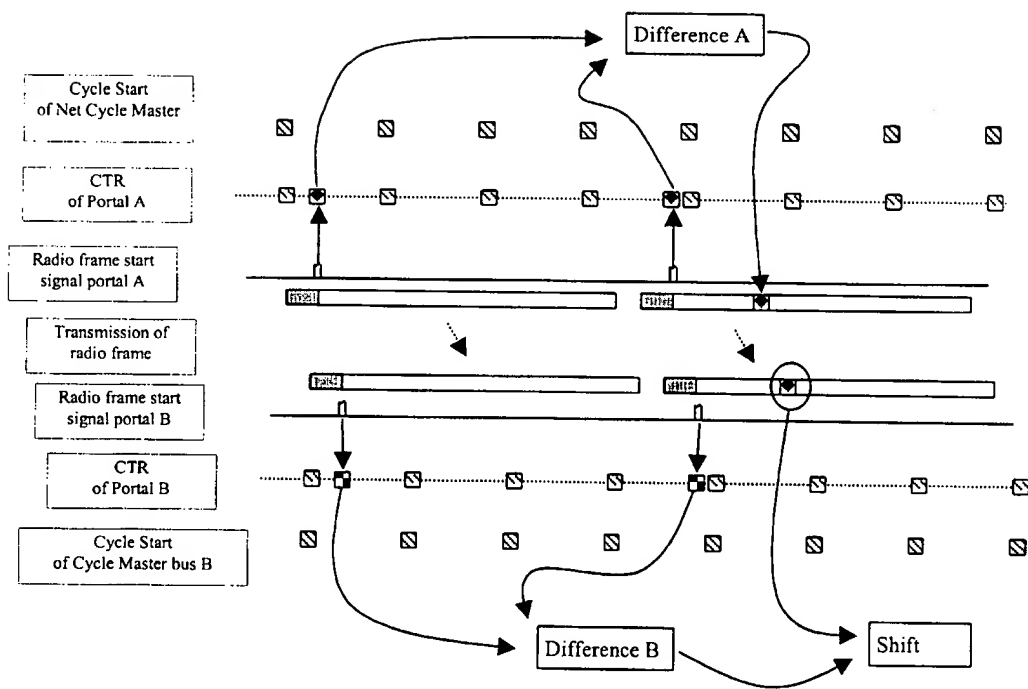 Difference A
Cycle Start
of Net Cycle Master
CTR
of Portal A
Radio frame start
signal portal A
Transmission of
radio frame
Radio frame start
signal portal B
CTR
of Portal B
Cycle Start
of Cycle Master bus B
Difference B
Shift